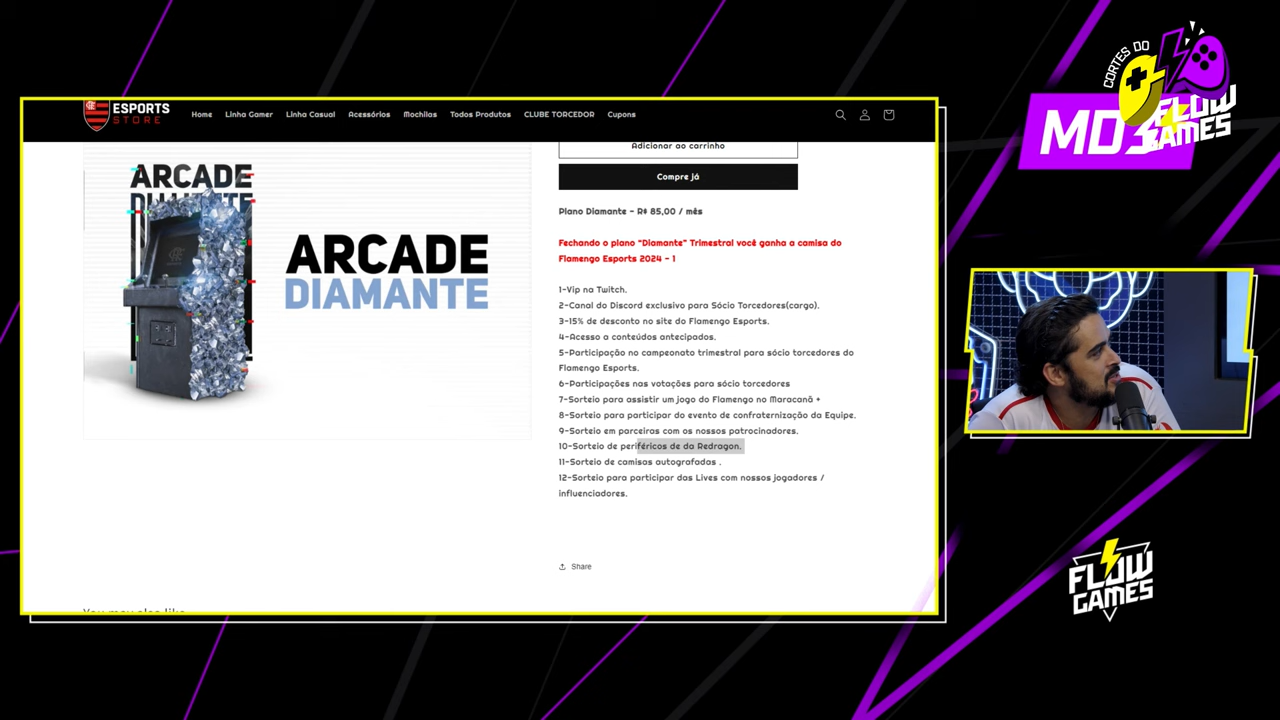 CORTES DO
FLOW
GAMES
MD3
ESPORTS
STORE
Home
Linha Gamer
Linha Casual
Acessórios
Mochilas
Todos Produtos
CLUBE TORCEDOR
Cupons
ARCADE
DIAMANTE
ARCADE
DIAMANTE
Adicionar ao carrinho
Compre já
Plano Diamante - R$ 85,00 / mês
Fechando o plano "Diamante" Trimestral você ganha a camisa do
Flamengo Esports 2024 - 1
1-Vip na Twitch.
2-Canal do Discord exclusivo para Sócio Torcedores(cargo).
3-15% de desconto no site do Flamengo Esports.
4-Acesso a conteúdos antecipados.
5-Participação no campeonato trimestral para sócio torcedores do
Flamengo Esports.
6-Participações nas votações para sócio torcedores
7-Sorteio para assistir um jogo do Flamengo no Maracanã +
8-Sorteio para participar do evento de confraternização da Equipe.
9-Sorteio em parceiras com os nossos patrocinadores.
10-Sorteio de periféricos de da Redragon.
11-Sorteio de camisas autografadas .
12-Sorteio para participar das Lives com nossos jogadores /
influenciadores.
Share
You may also like
FLOW
GAMES